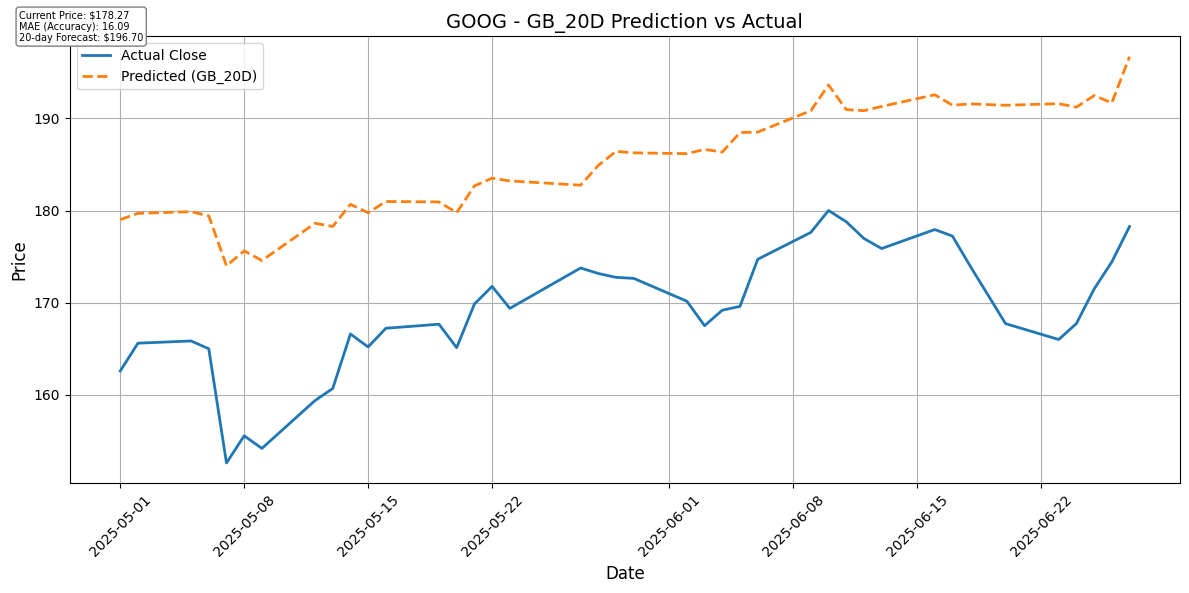 GOOG - GB_20D Prediction vs Actual
Current Price: $178.27
MAE (Accuracy): 16.09
20-day Forecast: $196.70
Actual Close
Predicted (GB_20D)
Price
190
180
170
160
2025-05-01
2025-05-08
2025-05-15
2025-05-22
2025-06-01
2025-06-08
2025-06-15
2025-06-22
Date